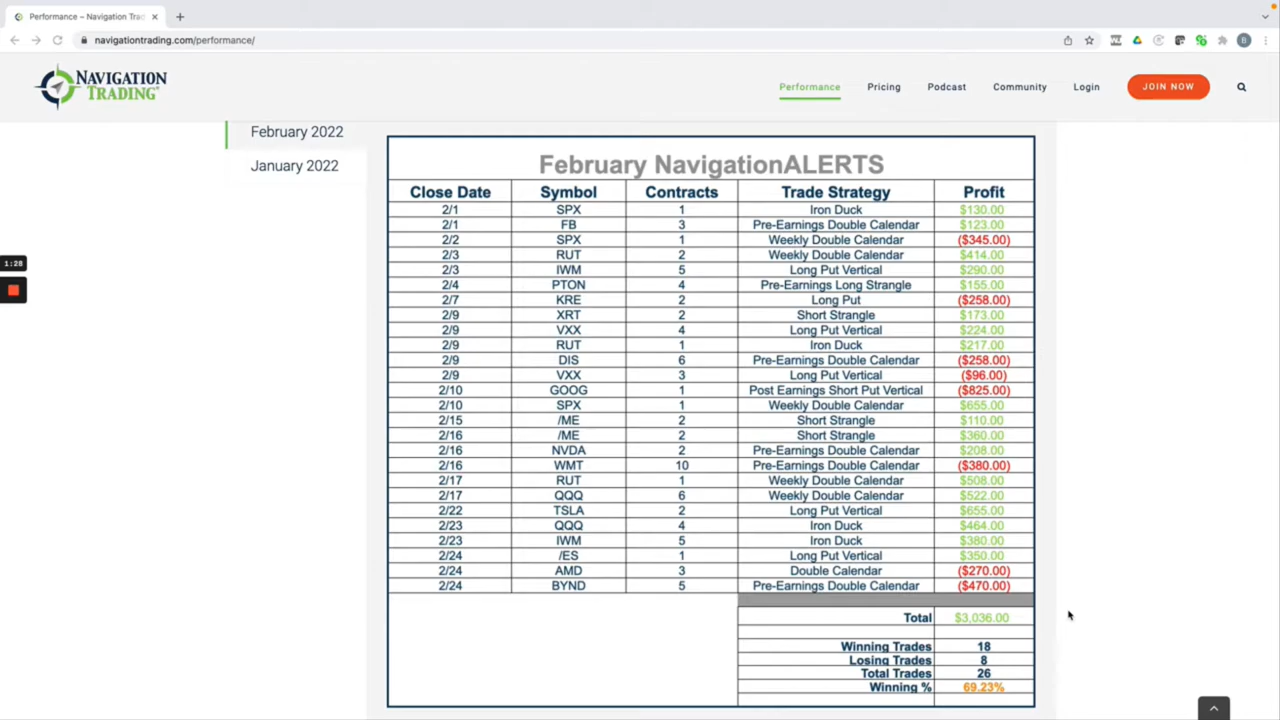 Performance – Navigation Trad
navigationtrading.com/performance/
NAVIGATION
TRADING
Performance Pricing Podcast Community Login JOIN NOW
February 2022
January 2022
1:28
February NavigationALERTS
Close Date Symbol Contracts Trade Strategy Profit
2/1 SPX 1 Iron Duck $130.00
2/1 FB 3 Pre-Earnings Double Calendar $123.00
2/2 SPX 1 Weekly Double Calendar ($345.00)
2/3 RUT 2 Weekly Double Calendar $414.00
2/3 IWM 5 Long Put Vertical $290.00
2/4 PTON 4 Pre-Earnings Long Strangle $155.00
2/7 KRE 2 Long Put ($258.00)
2/9 XRT 2 Short Strangle $173.00
2/9 VXX 4 Long Put Vertical $224.00
2/9 RUT 1 Iron Duck $217.00
2/9 DIS 6 Pre-Earnings Double Calendar ($258.00)
2/9 VXX 3 Long Put Vertical ($96.00)
2/10 GOOG 1 Post Earnings Short Put Vertical ($825.00)
2/10 SPX 1 Weekly Double Calendar $655.00
2/15 /ME 2 Short Strangle $110.00
2/16 /ME 2 Short Strangle $360.00
2/16 NVDA 2 Pre-Earnings Double Calendar $208.00
2/16 WMT 10 Pre-Earnings Double Calendar ($380.00)
2/17 RUT 1 Weekly Double Calendar $508.00
2/17 QQQ 6 Weekly Double Calendar $522.00
2/22 TSLA 2 Long Put Vertical $655.00
2/23 QQQ 4 Iron Duck $464.00
2/23 IWM 5 Iron Duck $380.00
2/24 /ES 1 Long Put Vertical $350.00
2/24 AMD 3 Double Calendar ($270.00)
2/24 BYND 5 Pre-Earnings Double Calendar ($470.00)
Total $3,036.00
Winning Trades 18
Losing Trades 8
Total Trades 26
Winning % 69.23%